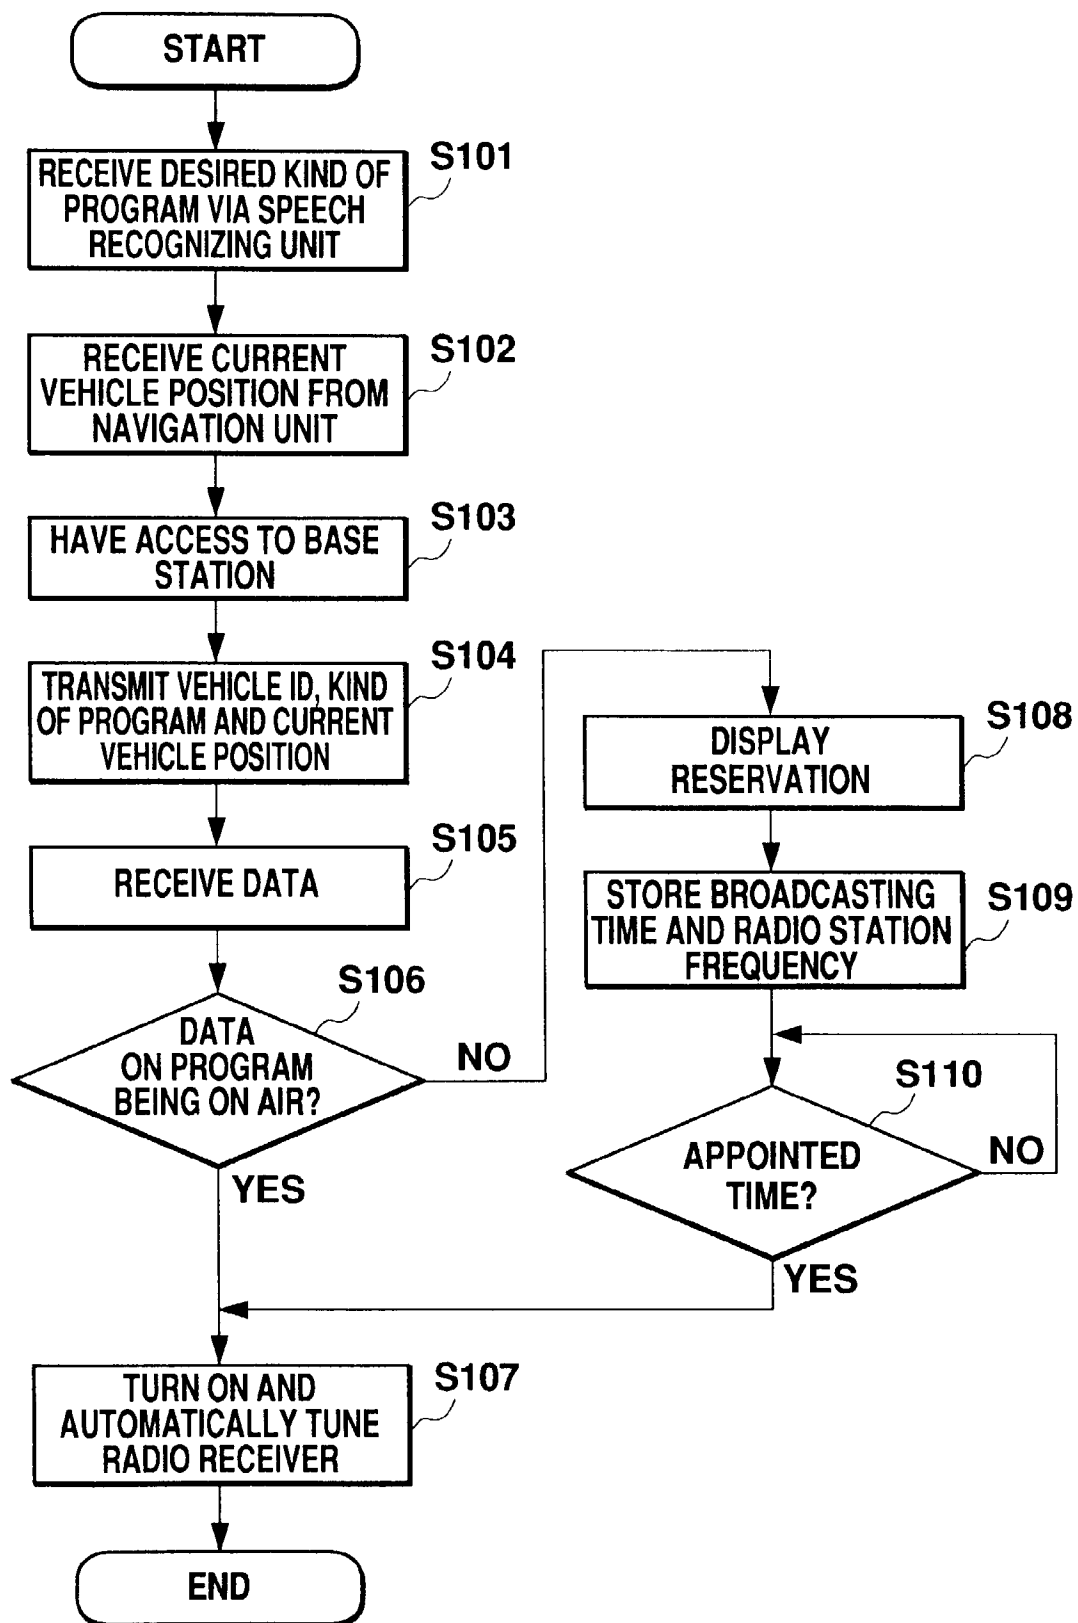 START
S101
RECEIVE DESIRED KIND OF
PROGRAM VIA SPEECH
RECOGNIZING UNIT
S102
RECEIVE CURRENT
VEHICLE POSITION FROM
NAVIGATION UNIT
S103
HAVE ACCESS TO BASE
STATION
S104
TRANSMIT VEHICLE ID, KIND
OF PROGRAM AND CURRENT
VEHICLE POSITION
S105
RECEIVE DATA
S106
DATA
ON PROGRAM
BEING ON AIR?
NO
YES
S108
DISPLAY
RESERVATION
S109
STORE BROADCASTING
TIME AND RADIO STATION
FREQUENCY
S110
APPOINTED
TIME?
NO
YES
S107
TURN ON AND
AUTOMATICALLY TUNE
RADIO RECEIVER
END